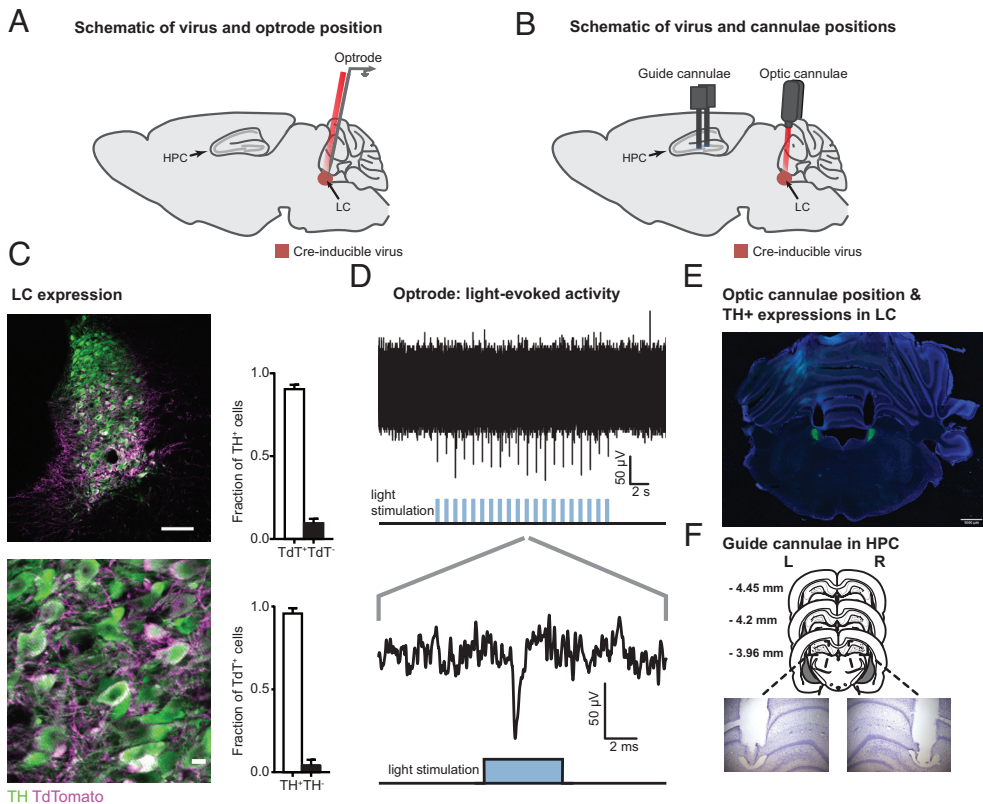 A
Schematic of virus and optrode position
Optrode
HPC
LC
Cre-inducible virus
B
Schematic of virus and cannulae positions
Guide cannulae
Optic cannulae
HPC
LC
Cre-inducible virus
C
LC expression
TH TdTomato
Fraction of TH+ cells
1.0
0.5
0.0
TdT+ TdT-
Fraction of TdT+ cells
1.0
0.5
0.0
TH+ TH-
D
Optrode: light-evoked activity
50 µV
2 s
light
stimulation
50 µV
2 ms
light stimulation
E
Optic cannulae position &
TH+ expressions in LC
F
Guide cannulae in HPC
L
R
- 4.45 mm
- 4.2 mm
- 3.96 mm